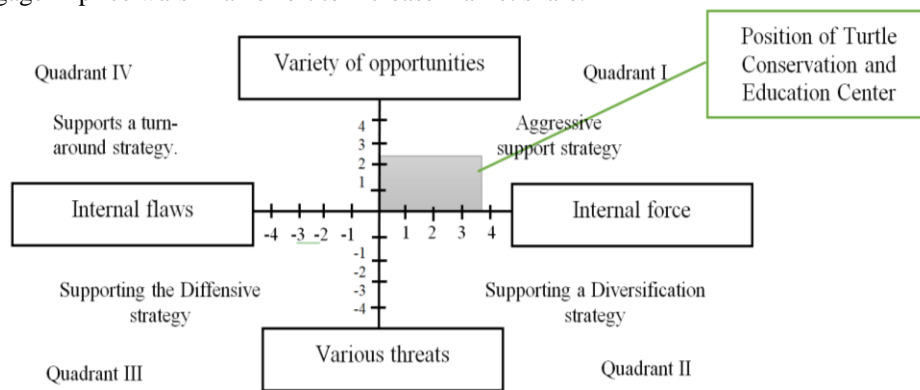 Variety of opportunities
Quadrant IV
Quadrant I
Position of Turtle
Conservation and
Education Center
Supports a turn-
around strategy.
Aggressive
support strategy
4
3
2
1
Internal flaws
Internal force
-4 -3 -2 -1 1 2 3 4
-1
-2
-3
-4
Supporting the Diffensive
strategy
Supporting a Diversification
strategy
Various threats
Quadrant III
Quadrant II